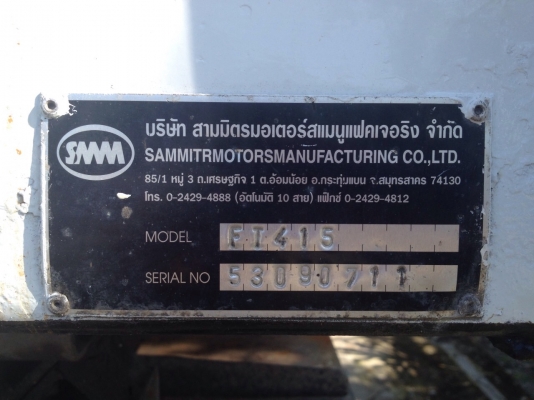 SMM
บริษัท สามมิตรมอเตอร์สแมนูแฟคเจอริง จำกัด
SAMMITRMOTORSMANUFACTURING CO.,LTD.
85/1 หมู่ 3 ถ.เศรษฐกิจ 1 ต.อ้อมน้อย อ.กระทุ่มแบน จ.สมุทรสาคร 74130
โทร. 0-2429-4888 (อัตโนมัติ 10 สาย) แฟ็กซ์ 0-2429-4812
MODEL FT415
SERIAL NO 53090711